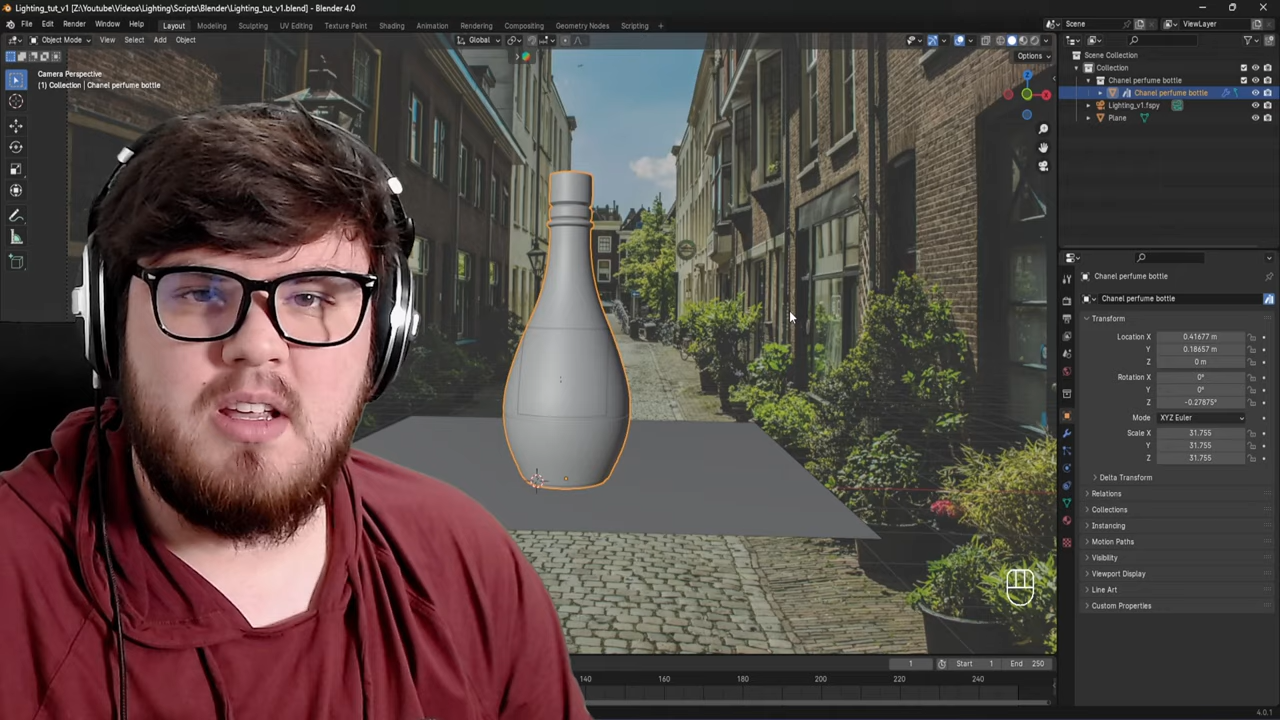 Lighting_tut_v1 [Z:\Youtube\Videos\Lighting\Scripts\Blender\Lighting_tut_v1.blend] - Blender 4.0
File Edit Render Window Help Layout Modeling Sculpting UV Editing Texture Paint Shading Animation Rendering Compositing Geometry Nodes Scripting + Scene ViewLayer
Object Mode View Select Add Object Global
Options
Camera Perspective
(1) Collection | Chanel perfume bottle
Scene Collection
Collection
Chanel perfume bottle
Chanel perfume bottle
Lighting_v1.fspy
Plane
Chanel perfume bottle
Chanel perfume bottle
Transform
Location X 0.41677 m
Y 0.18657 m
Z 0 m
Rotation X 0°
Y 0°
Z -0.27875°
Mode XYZ Euler
Scale X 31.755
Y 31.755
Z 31.755
Delta Transform
Relations
Collections
Instancing
Motion Paths
Visibility
Viewport Display
Line Art
Custom Properties
1 Start 1 End 250
140 160 180 200 220 240
4.0.1